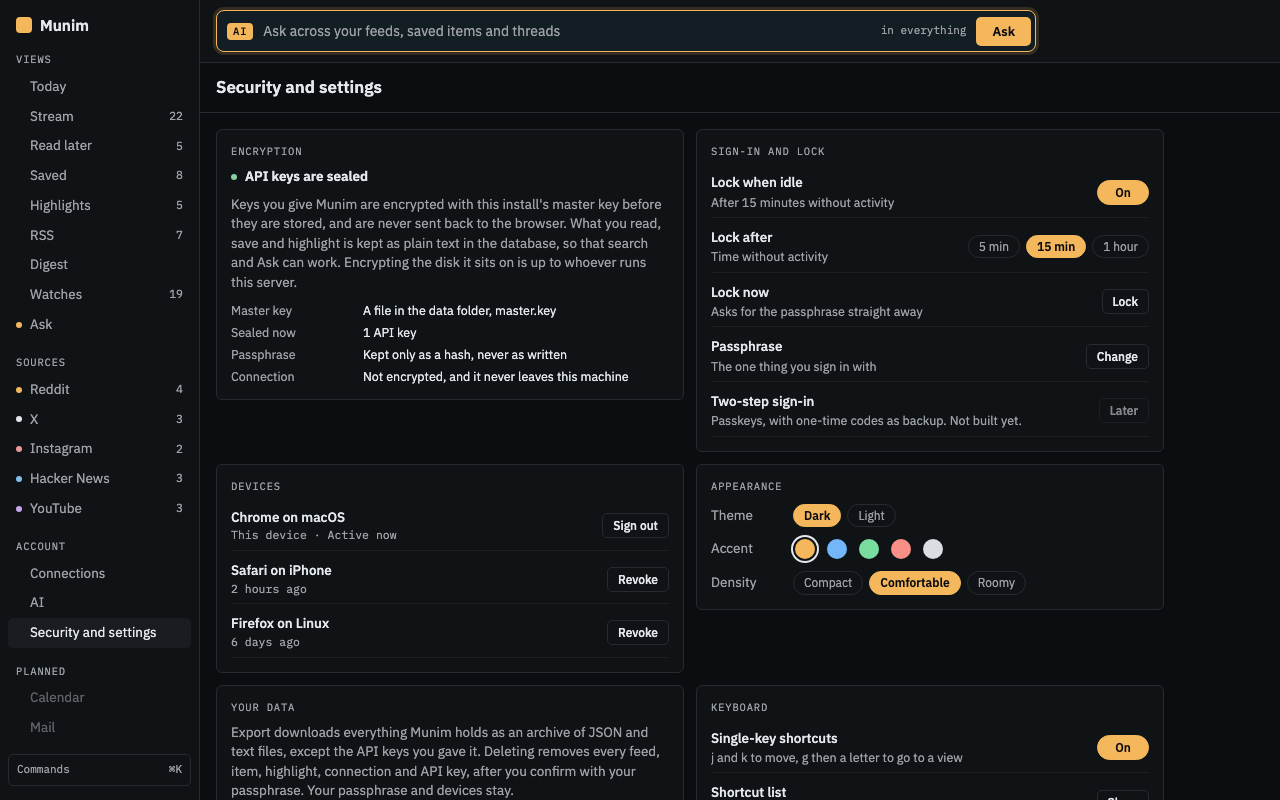 Munim
VIEWS
Today
Stream 22
Read later 5
Saved 8
Highlights 5
RSS 7
Digest
Watches 19
Ask
SOURCES
Reddit 4
X 3
Instagram 2
Hacker News 3
YouTube 3
ACCOUNT
Connections
AI
Security and settings
PLANNED
Calendar
Mail
Commands ⌘K
AI Ask across your feeds, saved items and threads in everything Ask
Security and settings
ENCRYPTION
API keys are sealed
Keys you give Munim are encrypted with this install's master key before
they are stored, and are never sent back to the browser. What you read,
save and highlight is kept as plain text in the database, so that search
and Ask can work. Encrypting the disk it sits on is up to whoever runs
this server.
Master key A file in the data folder, master.key
Sealed now 1 API key
Passphrase Kept only as a hash, never as written
Connection Not encrypted, and it never leaves this machine
SIGN-IN AND LOCK
Lock when idle On
After 15 minutes without activity
Lock after 5 min 15 min 1 hour
Time without activity
Lock now Lock
Asks for the passphrase straight away
Passphrase Change
The one thing you sign in with
Two-step sign-in Later
Passkeys, with one-time codes as backup. Not built yet.
DEVICES
Chrome on macOS Sign out
This device · Active now
Safari on iPhone Revoke
2 hours ago
Firefox on Linux Revoke
6 days ago
APPEARANCE
Theme Dark Light
Accent
Density Compact Comfortable Roomy
YOUR DATA
Export downloads everything Munim holds as an archive of JSON and
text files, except the API keys you gave it. Deleting removes every feed,
item, highlight, connection and API key, after you confirm with your
passphrase. Your passphrase and devices stay.
KEYBOARD
Single-key shortcuts On
j and k to move, g then a letter to go to a view
Shortcut list